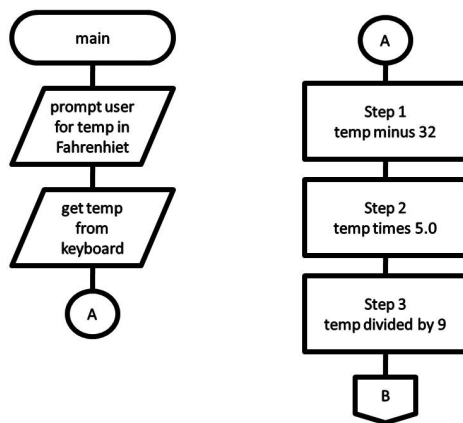 main
prompt user
for temp in
Fahrenhiet
get temp
from
keyboard
A
A
Step 1
temp minus 32
Step 2
temp times 5.0
Step 3
temp divided by 9
B